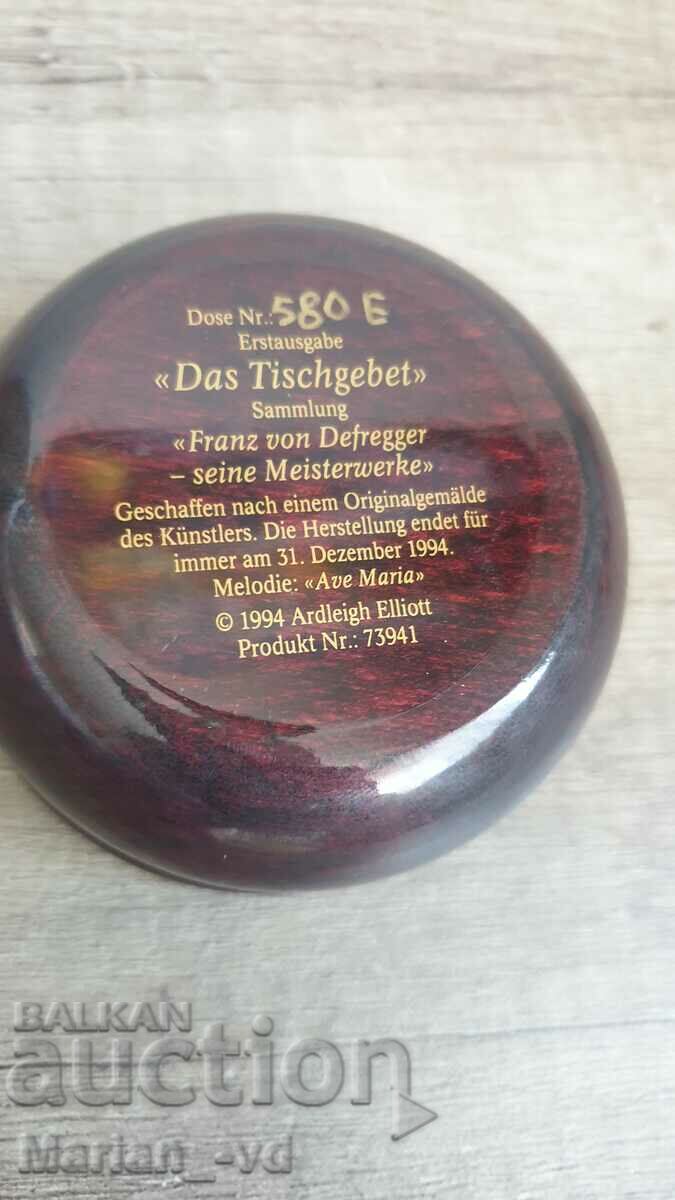 Dose Nr.: 580 E
Erstausgabe
«Das Tischgebet»
Sammlung
«Franz von Defregger
– seine Meisterwerke»
Geschaffen nach einem Originalgemälde
des Künstlers. Die Herstellung endet für
immer am 31. Dezember 1994.
Melodie: «Ave Maria»
© 1994 Ardleigh Elliott
Produkt Nr.: 73941
BALKAN
auction
Marian_-vd